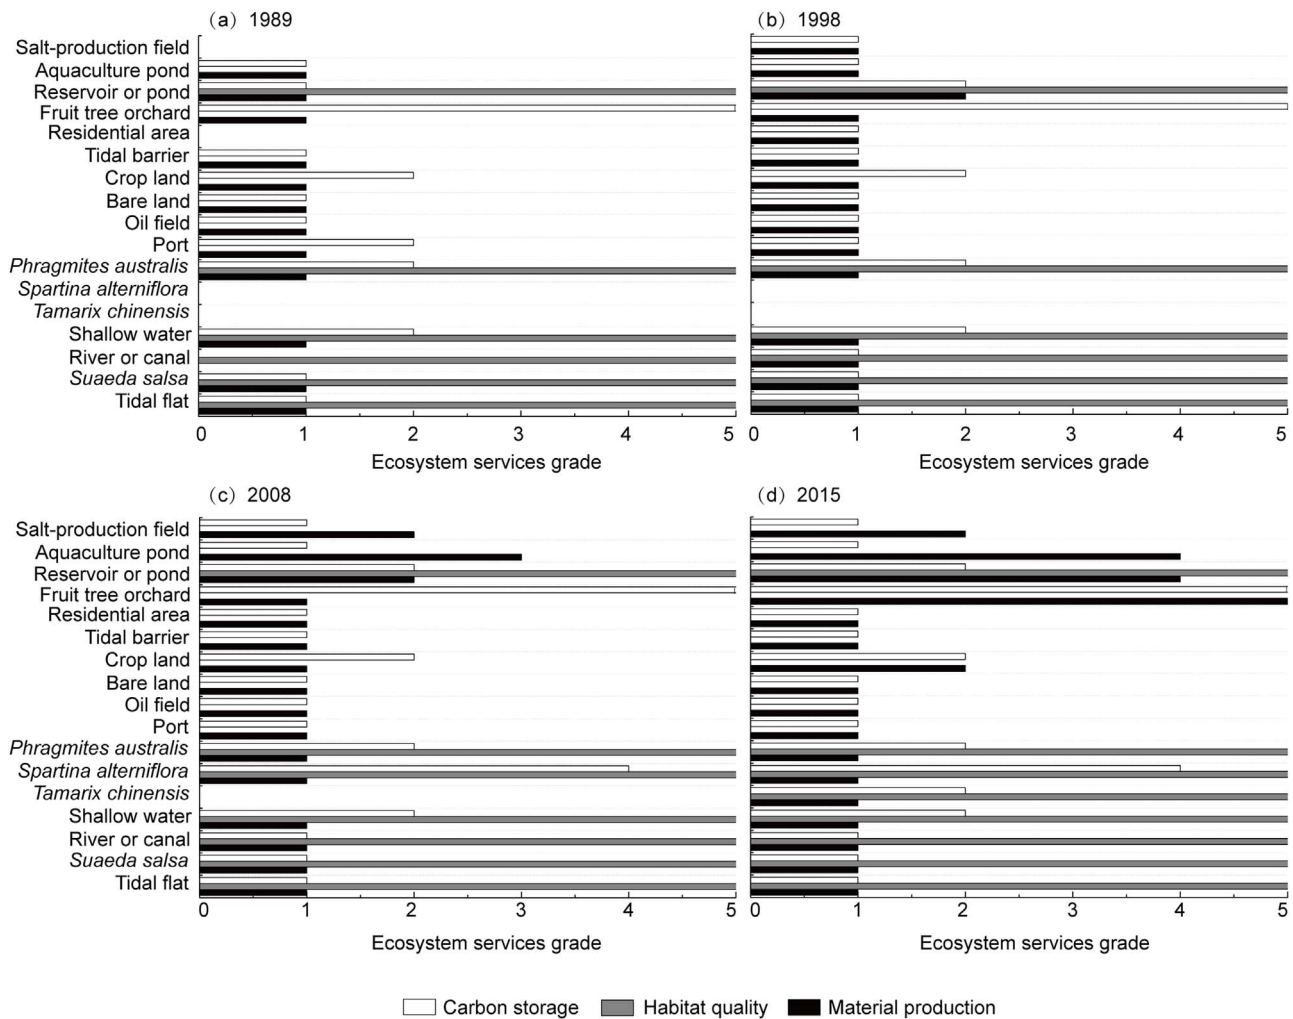 (a) 1989
(b) 1998
Salt-production field
Aquaculture pond
Reservoir or pond
Fruit tree orchard
Residential area
Tidal barrier
Crop land
Bare land
Oil field
Port
Phragmites australis
Spartina alterniflora
Tamarix chinensis
Shallow water
River or canal
Suaeda salsa
Tidal flat
0 1 2 3 4 5
0 1 2 3 4 5
Ecosystem services grade
Ecosystem services grade
(c) 2008
(d) 2015
Salt-production field
Aquaculture pond
Reservoir or pond
Fruit tree orchard
Residential area
Tidal barrier
Crop land
Bare land
Oil field
Port
Phragmites australis
Spartina alterniflora
Tamarix chinensis
Shallow water
River or canal
Suaeda salsa
Tidal flat
0 1 2 3 4 5
0 1 2 3 4 5
Ecosystem services grade
Ecosystem services grade
Carbon storage Habitat quality Material production